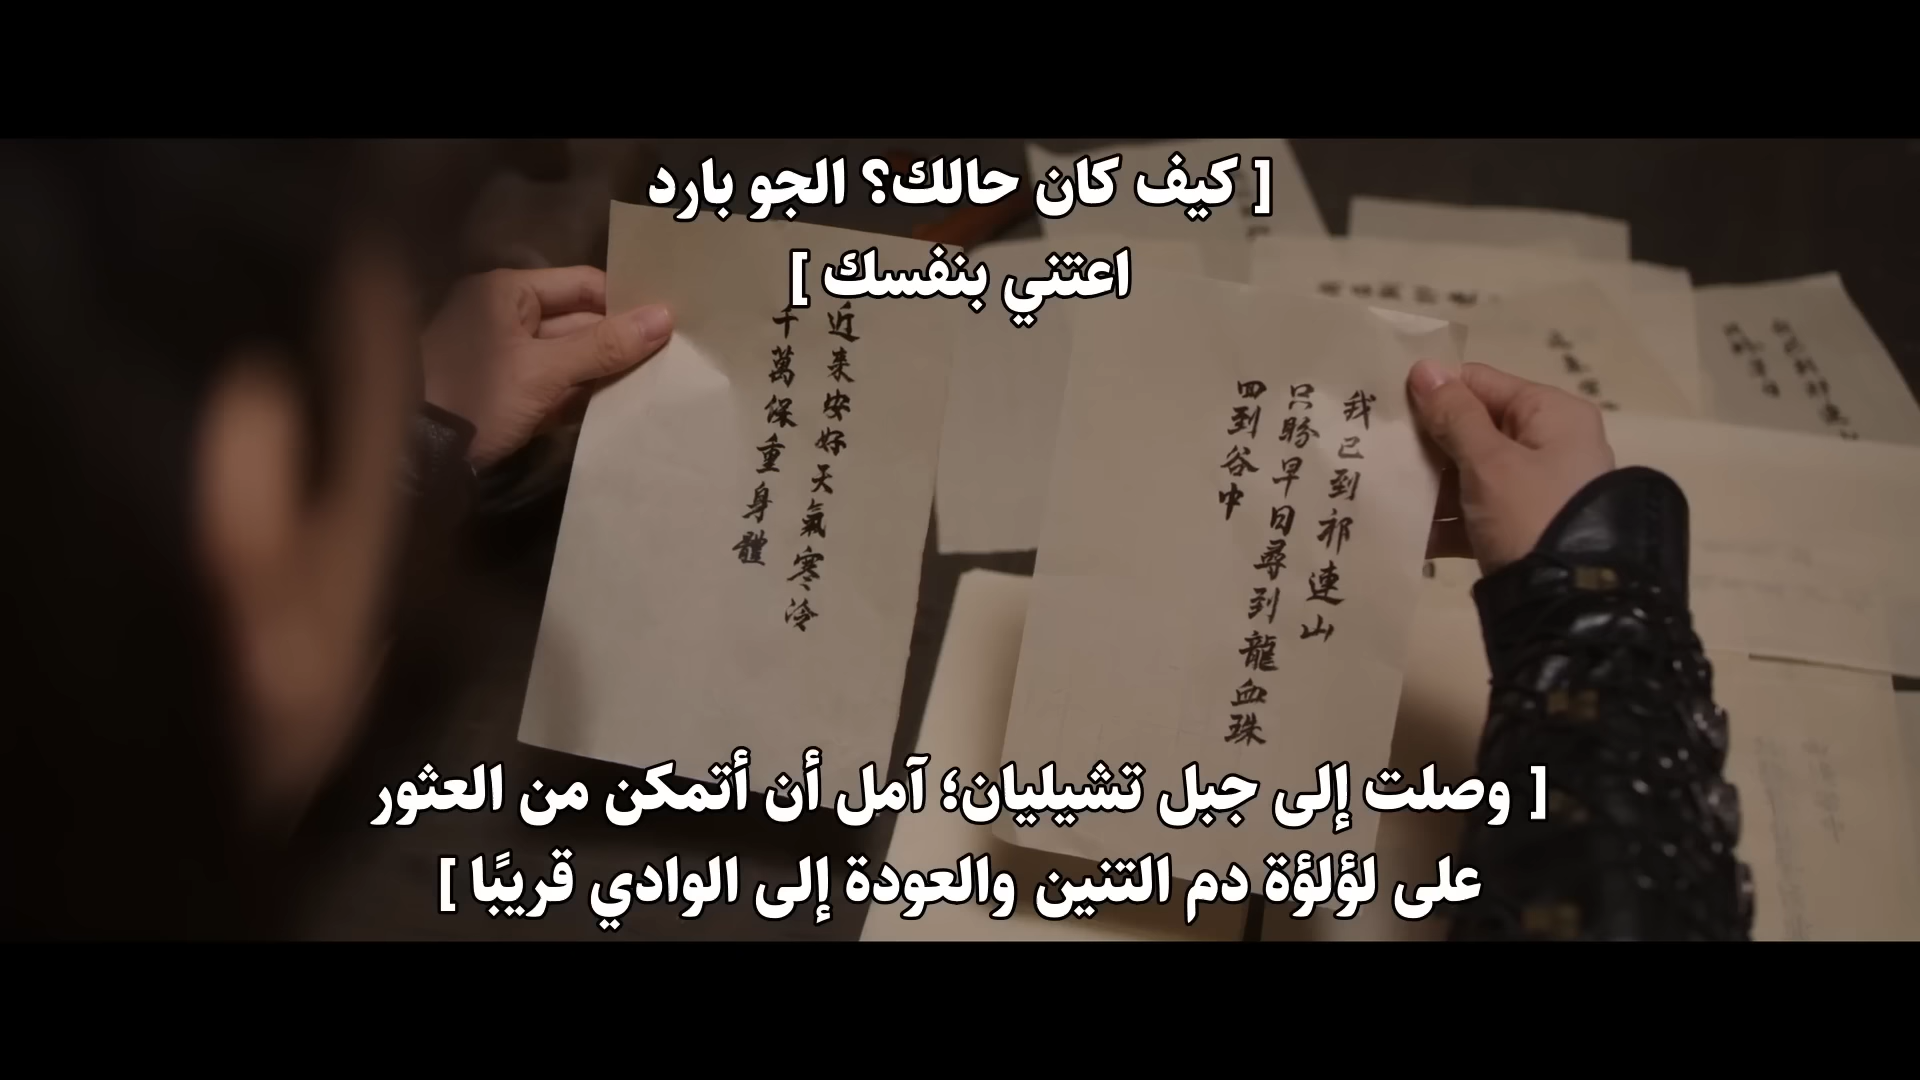 [ كيف كان حالك؟ الجو بارد
اعتني بنفسك ]
近来安好天氣寒冷
千萬保重身體
我已到祁連山
只盼早日尋到龍血珠
回到谷中
[ وصلت إلى جبل تشيليان؛ آمل أن أتمكن من العثور
على لؤلؤة دم التنين والعودة إلى الوادي قريبًا ]